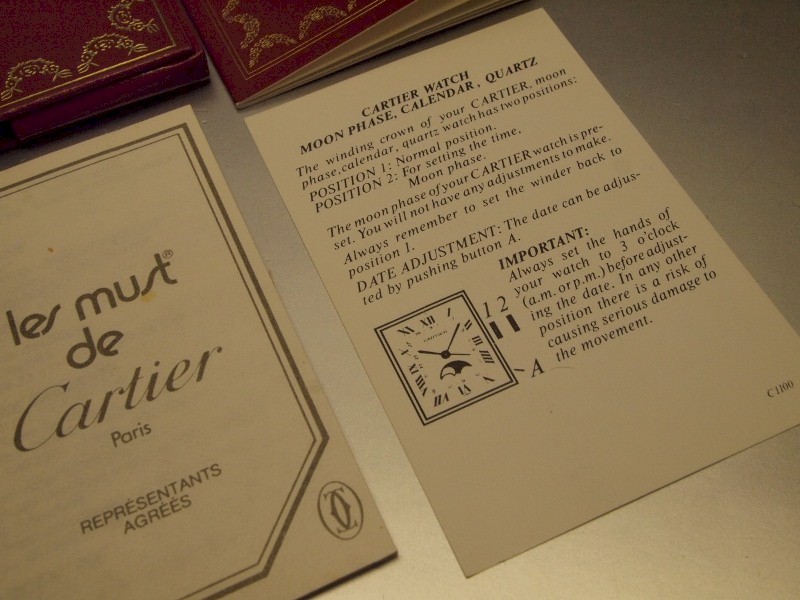 les must®
de
Cartier
Paris
REPRÉSENTANTS
AGRÉÉS
CARTIER WATCH
MOON PHASE, CALENDAR, QUARTZ
The winding crown of your CARTIER, moon
phase, calendar, quartz watch has two positions:
POSITION 1: Normal position.
POSITION 2: For setting the time,
Moon phase.
The moon phase of your CARTIER watch is pre-
set. You will not have any adjustments to make.
Always remember to set the winder back to
position 1.
DATE ADJUSTMENT: The date can be adjus-
ted by pushing button A.
IMPORTANT:
Always set the hands of
your watch to 3 o'clock
(a.m. or p.m.) before adjust-
ing the date. In any other
position there is a risk of
causing serious damage to
the movement.
1 2
A
C1100